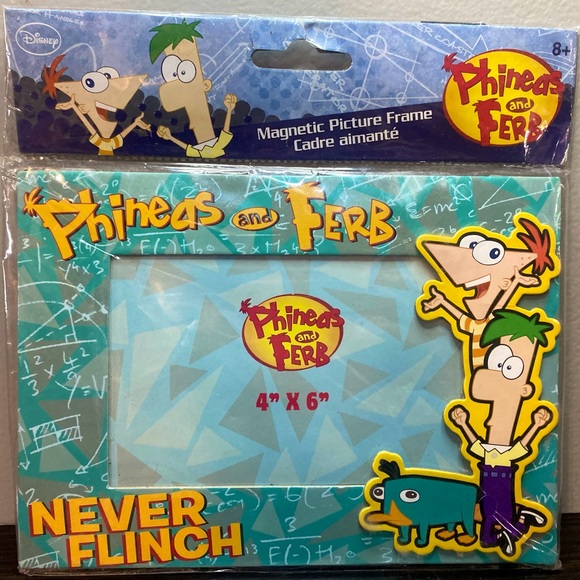 Disney
8+
Phineas
and
FERB
Magnetic Picture Frame
Cadre aimanté
Phineas and FERB
Phineas
and
FERB
4" X 6"
NEVER
FLINCH